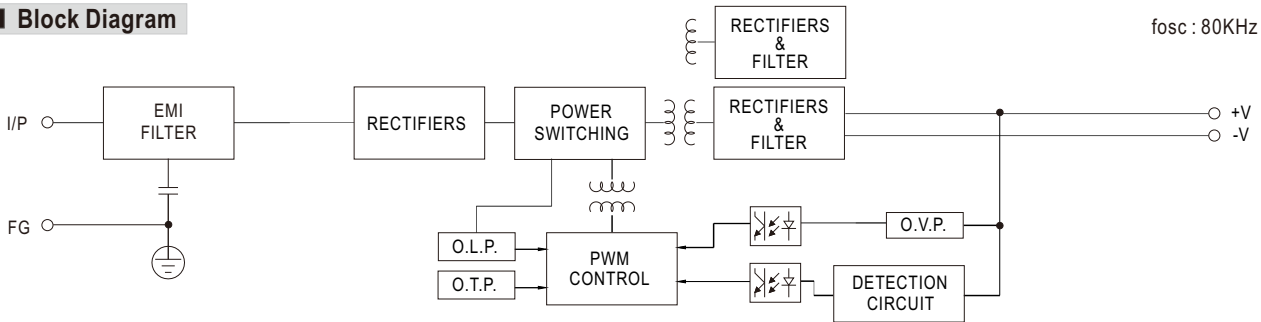 Block Diagram
fosc : 80KHz
RECTIFIERS
&
FILTER
I/P
EMI
FILTER
RECTIFIERS
POWER
SWITCHING
RECTIFIERS
&
FILTER
+V
-V
FG
O.L.P.
O.T.P.
PWM
CONTROL
O.V.P.
DETECTION
CIRCUIT